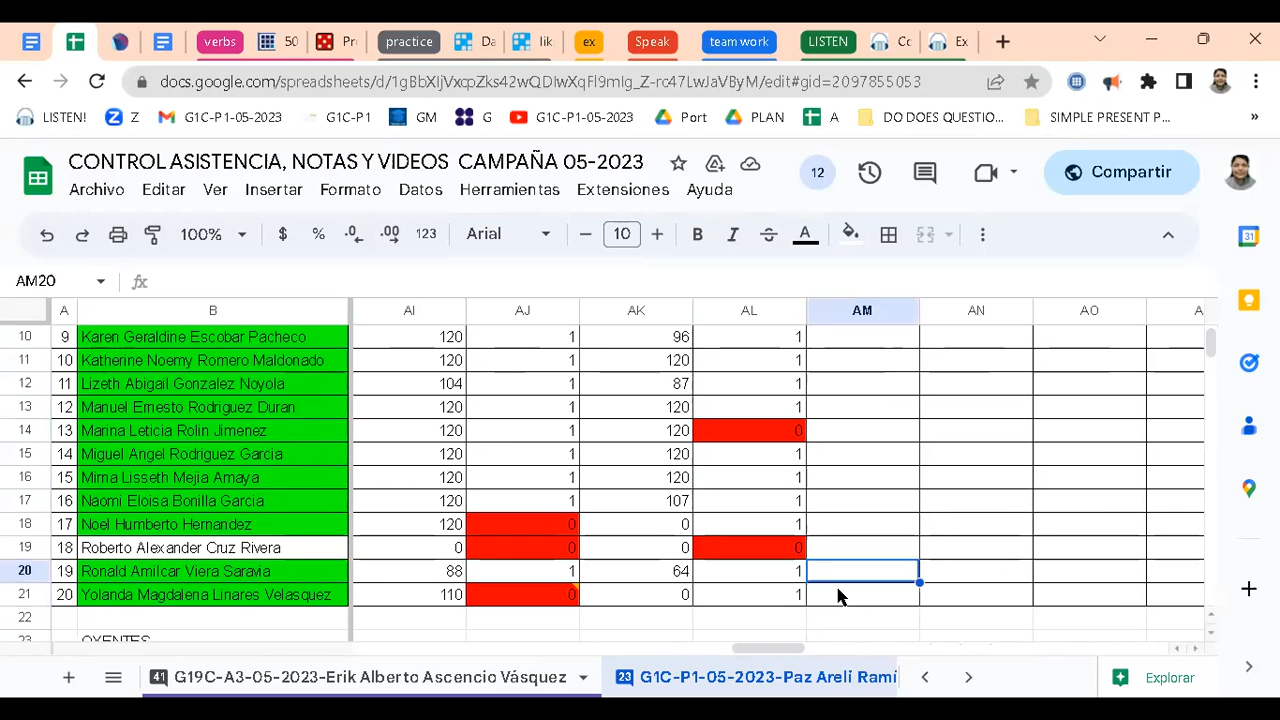 verbs 50 Pr practice Da lik ex Speak team work LISTEN Cc Ex
docs.google.com/spreadsheets/d/1gBbXljVxcpZks42wQDlwXqFl9mIg_Z-rc47LwJaVByM/edit#gid=2097855053
LISTEN! Z G1C-P1-05-2023 G1C-P1 GM G G1C-P1-05-2023 Port PLAN A DO DOES QUESTIO... SIMPLE PRESENT P... »
CONTROL ASISTENCIA, NOTAS Y VIDEOS CAMPAÑA 05-2023 12 Compartir
Archivo Editar Ver Insertar Formato Datos Herramientas Extensiones Ayuda
100% $ % .0 .00 123 Arial 10 B I S A
AM20 fx
A B AI AJ AK AL AM AN AO A
10 9 Karen Geraldine Escobar Pacheco 120 1 96 1
11 10 Katherine Noemy Romero Maldonado 120 1 120 1
12 11 Lizeth Abigail Gonzalez Noyola 104 1 87 1
13 12 Manuel Ernesto Rodriguez Duran 120 1 120 1
14 13 Marina Leticia Rolin Jimenez 120 1 120 0
15 14 Miguel Angel Rodriguez Garcia 120 1 120 1
16 15 Mirna Lisseth Mejia Amaya 120 1 120 1
17 16 Naomi Eloisa Bonilla Garcia 120 1 107 1
18 17 Noel Humberto Hernandez 120 0 0 1
19 18 Roberto Alexander Cruz Rivera 0 0 0 0
20 19 Ronald Amilcar Viera Saravia 88 1 64 1
21 20 Yolanda Magdalena Linares Velasquez 110 0 0 1
22
23 OYENTES
41 G19C-A3-05-2023-Erik Alberto Ascencio Vásquez 23 G1C-P1-05-2023-Paz Areli Rami Explorar
31